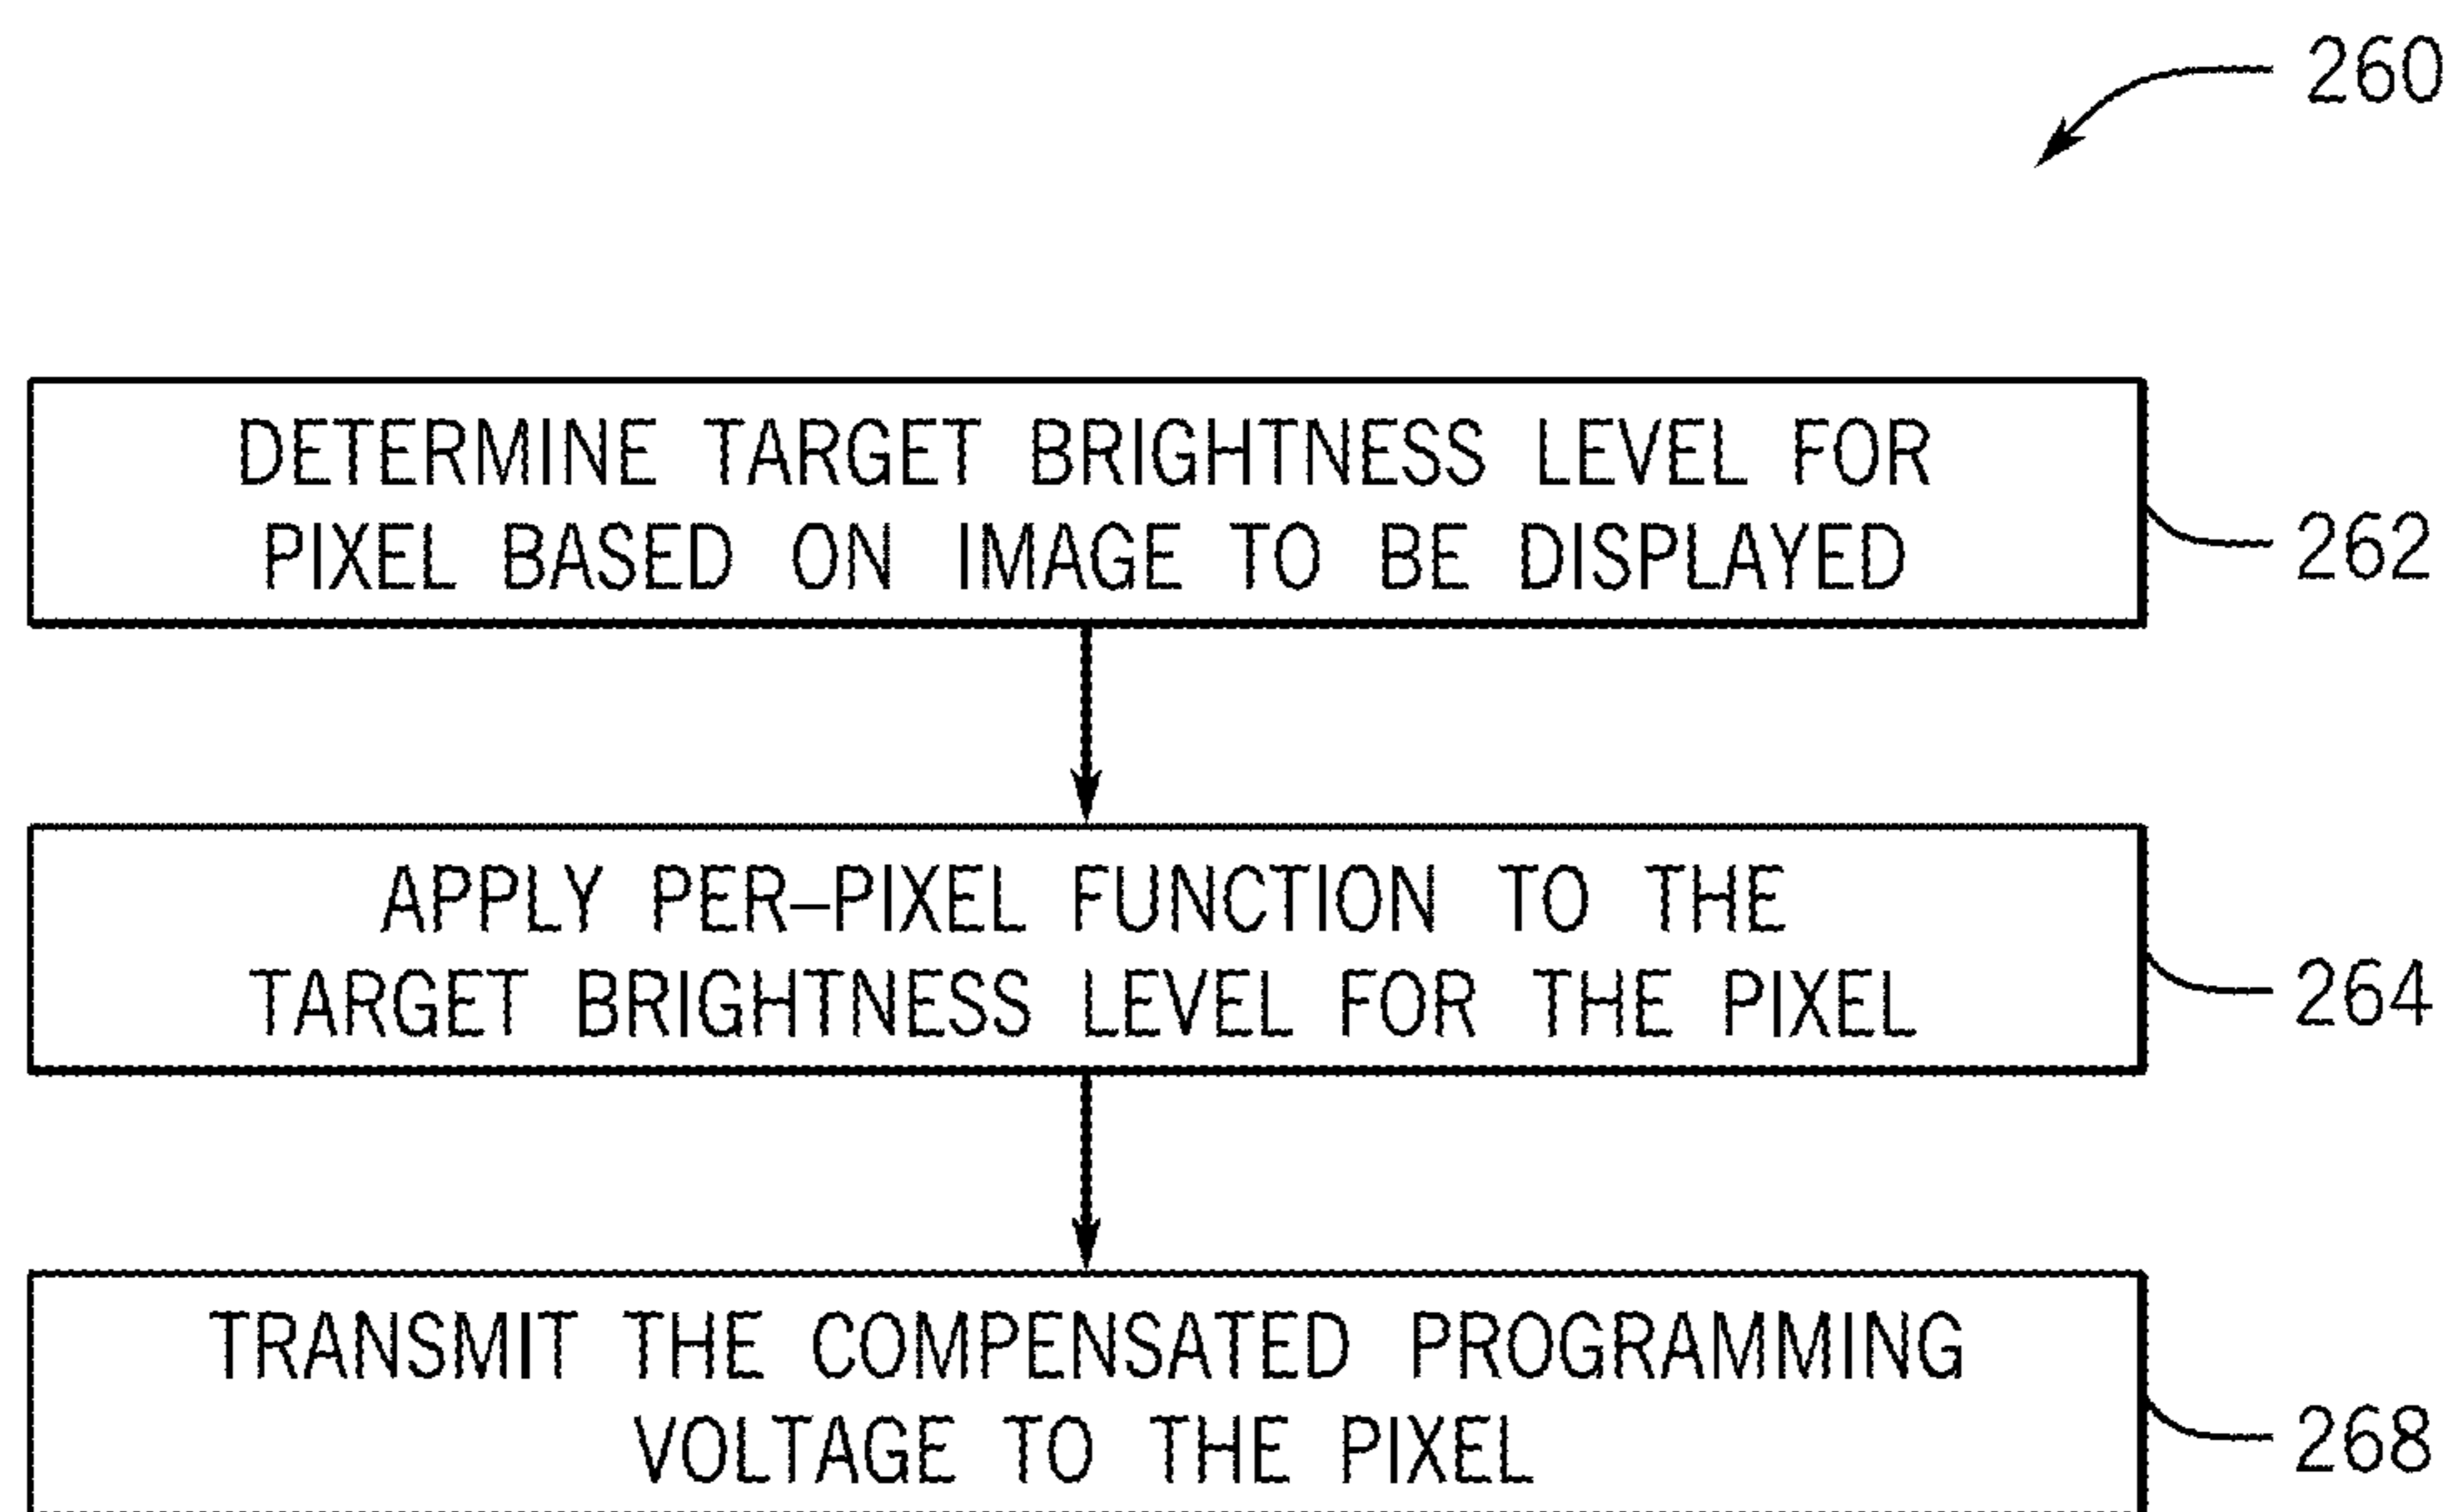 260
DETERMINE TARGET BRIGHTNESS LEVEL FOR
PIXEL BASED ON IMAGE TO BE DISPLAYED
262
APPLY PER–PIXEL FUNCTION TO THE
TARGET BRIGHTNESS LEVEL FOR THE PIXEL
264
TRANSMIT THE COMPENSATED PROGRAMMING
VOLTAGE TO THE PIXEL
268